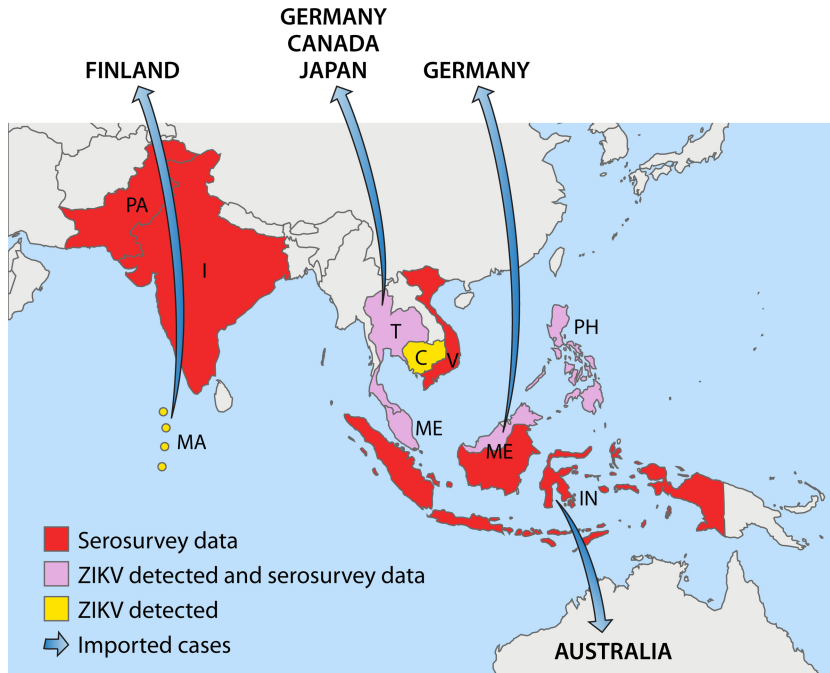 GERMANY
CANADA
JAPAN
FINLAND
GERMANY
PA
I
T
C
V
PH
MA
ME
ME
IN
Serosurvey data
ZIKV detected and serosurvey data
ZIKV detected
Imported cases
AUSTRALIA